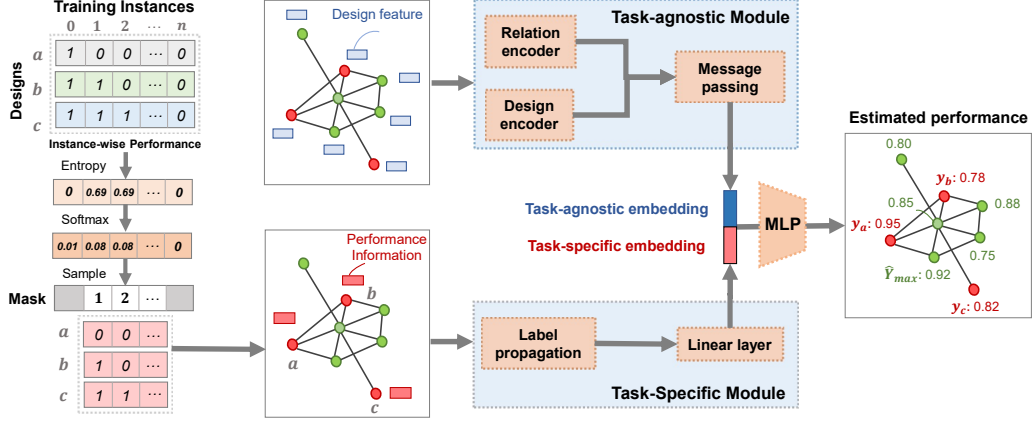 Training Instances
0 1 2 ... n
Designs
a 1 0 0 ... 0
b 1 1 0 ... 0
c 1 1 1 ... 0
Instance-wise Performance
Entropy
0 0.69 0.69 ... 0
Softmax
0.01 0.08 0.08 ... 0
Sample
Mask 1 2 ...
a 0 0 ...
b 1 0 ...
c 1 1 ...
Design feature
Performance
Information
b
a
c
Task-agnostic Module
Relation
encoder
Design
encoder
Message
passing
Task-agnostic embedding
Task-specific embedding
MLP
Label
propagation
Linear layer
Task-Specific Module
Estimated performance
0.80
y_b: 0.78
0.85
0.88
y_a: 0.95
0.75
Ŷ_max: 0.92
y_c: 0.82